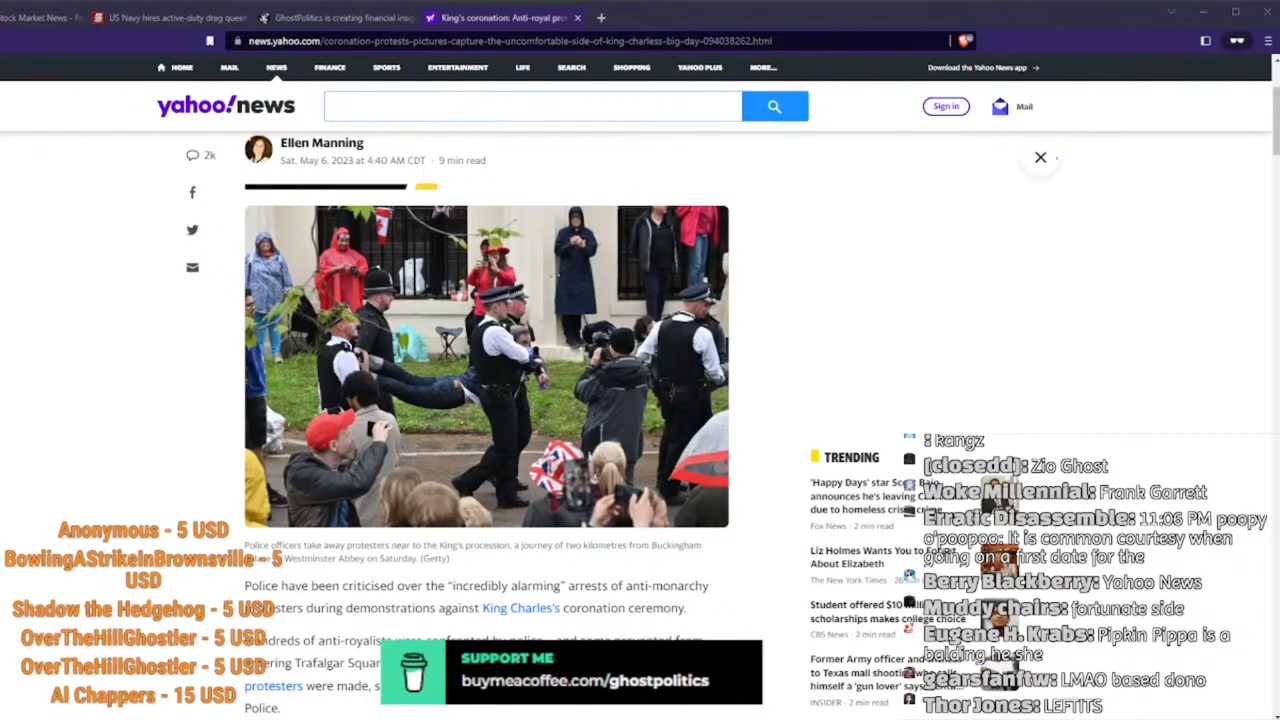 Stock Market News - F
US Navy hires active-duty drag queen
GhostPolitics is creating financial insig
King's coronation: Anti-royal pro
news.yahoo.com/coronation-protests-pictures-capture-the-uncomfortable-side-of-king-charless-big-day-094038262.html
HOME MAIL NEWS FINANCE SPORTS ENTERTAINMENT LIFE SEARCH SHOPPING YAHOO PLUS MORE... Download the Yahoo News app →
yahoo!news
Sign in
Mail
2k
Ellen Manning
Sat, May 6, 2023 at 4:40 AM CDT · 9 min read
Police officers take away protesters near to the King's procession, a journey of two kilometres from Buckingham
Westminster Abbey on Saturday. (Getty)
Police have been criticised over the “incredibly alarming” arrests of anti-monarchy
during demonstrations against King Charles's coronation ceremony.
protesters were made, s
Police.
Anonymous - 5 USD
BowlingAStrikeInBrownsville - 5
USD
Shadow the Hedgehog - 5 USD
OverTheHillGhostler - 5 USD
OverTheHillGhostler - 5 USD
Al Chappers - 15 USD
SUPPORT ME
buymeacoffee.com/ghostpolitics
TRENDING
'Happy Days' star
announces he's leaving
due to homeless
Fox News · 2 min read
Liz Holmes Wants You to
About Elizabeth
The New York Times ·
Student offered $10
scholarships makes college choice
CBS News · 2 min read
Former Army officer and
to Texas mall
himself a 'gun lover'
INSIDER · 2 min read
: kangz
[closedd]: Zio Ghost
Woke Millennial: Frank Garrett
Erratic Disassemble: 11:08 PM poopy
o'poopoo: It is common courtesy when
going on a first date for the
Berry Blackberry: Yahoo News
Muddy chairs: fortunate side
Eugene H. Krabs: Pipkin Pippa is a
balding he she
gearsfanftw: LMAO based dono
Thor Jones: LEFTITS